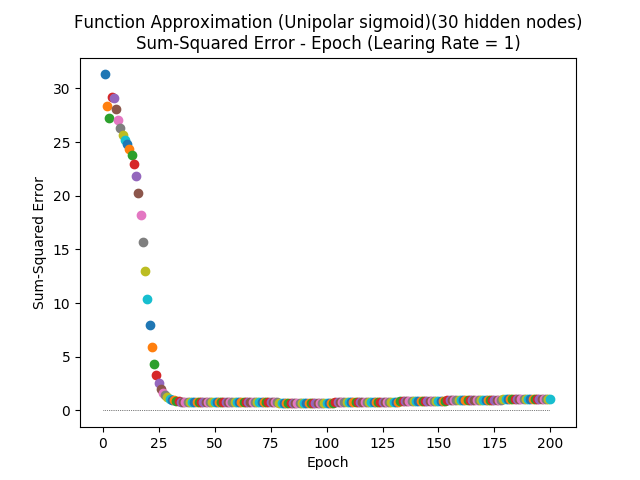 Function Approximation (Unipolar sigmoid)(30 hidden nodes)
Sum-Squared Error - Epoch (Learing Rate = 1)
30
25
20
15
10
5
0
Sum-Squared Error
0 25 50 75 100 125 150 175 200
Epoch